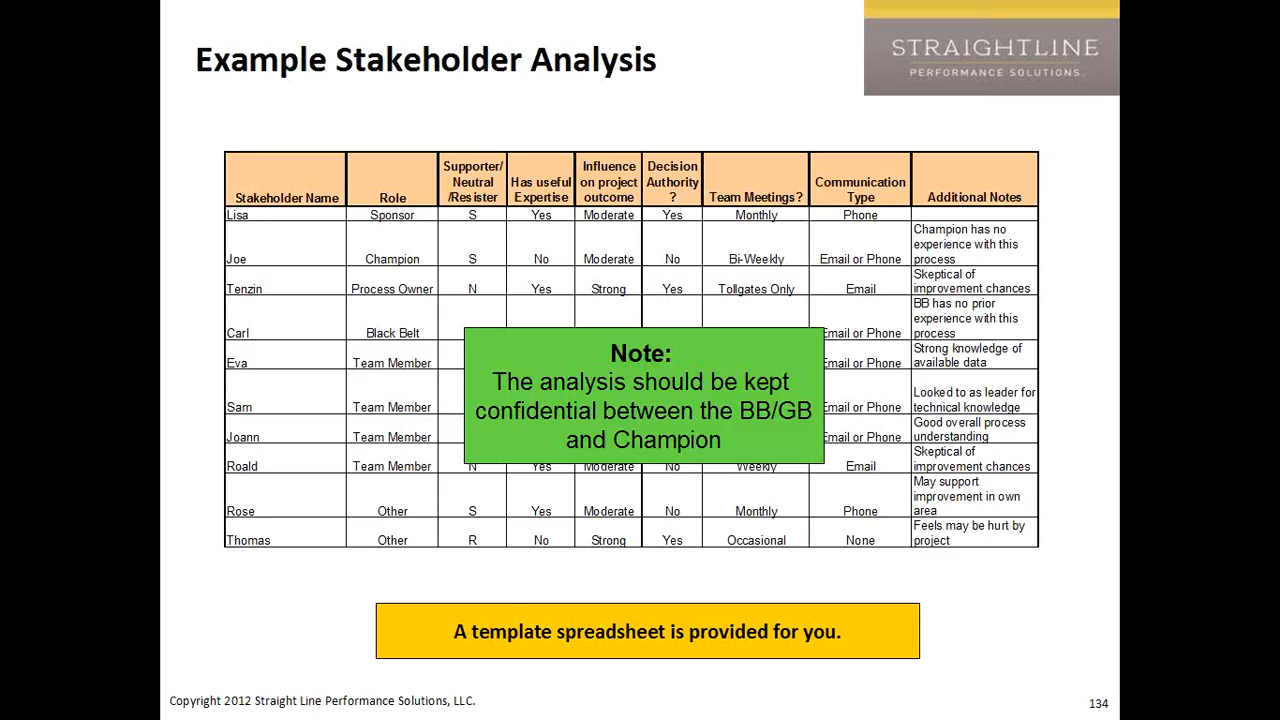 Example Stakeholder Analysis
STRAIGHTLINE
PERFORMANCE SOLUTIONS.
Stakeholder Name Role Supporter/ Neutral /Resister Has useful Expertise Influence on project outcome Decision Authority ? Team Meetings? Communication Type Additional Notes
Lisa Sponsor S Yes Moderate Yes Monthly Phone
Joe Champion S No Moderate No Bi-Weekly Email or Phone Champion has no experience with this process
Tenzin Process Owner N Yes Strong Yes Tollgates Only Email Skeptical of improvement chances
Carl Black Belt Email or Phone BB has no prior experience with this process
Eva Team Member Email or Phone Strong knowledge of available data
Sam Team Member Email or Phone Looked to as leader for technical knowledge
Joann Team Member Email or Phone Good overall process understanding
Roald Team Member N Yes Moderate No Weekly Email Skeptical of improvement chances
Rose Other S Yes Moderate No Monthly Phone May support improvement in own area
Thomas Other R No Strong Yes Occasional None Feels may be hurt by project
Note:
The analysis should be kept
confidential between the BB/GB
and Champion
A template spreadsheet is provided for you.
Copyright 2012 Straight Line Performance Solutions, LLC.
134